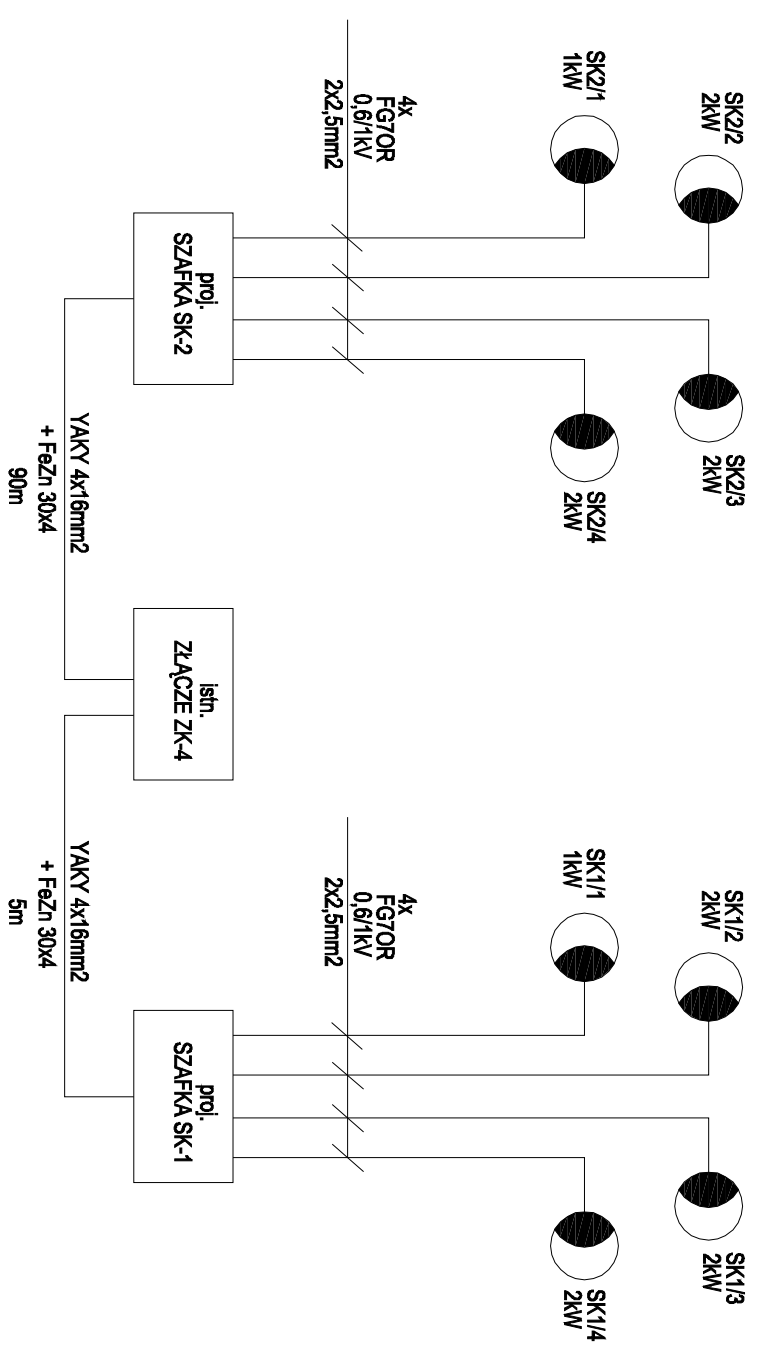 SK2/2
2kW
SK2/3
2kW
SK2/1
1kW
SK2/4
2kW
4x
FG7OR
0,6/1kV
2x2,5mm2
proj.
SZAFKA SK-2
YAKY 4x16mm2
+ FeZn 30x4
90m
istn.
ZŁĄCZE ZK-4
SK1/2
2kW
SK1/3
2kW
SK1/1
1kW
SK1/4
2kW
4x
FG7OR
0,6/1kV
2x2,5mm2
proj.
SZAFKA SK-1
YAKY 4x16mm2
+ FeZn 30x4
5m